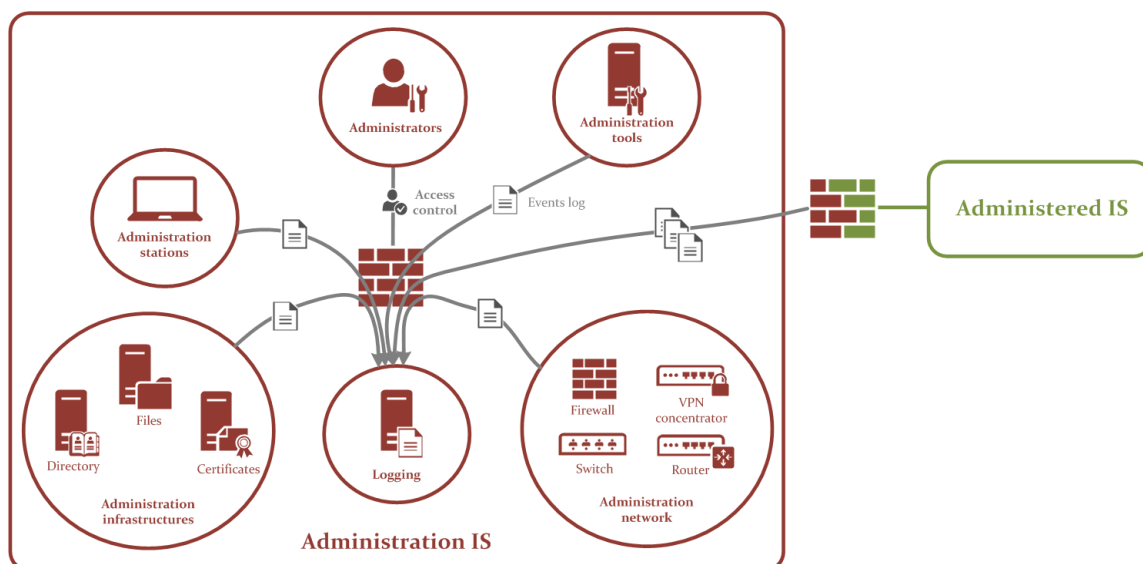 Administrators
Administration
tools
Access
control
Events log
Administration
stations
Administered IS
Files
Directory
Certificates
Administration
infrastructures
Logging
Firewall
VPN
concentrator
Switch
Router
Administration
network
Administration IS